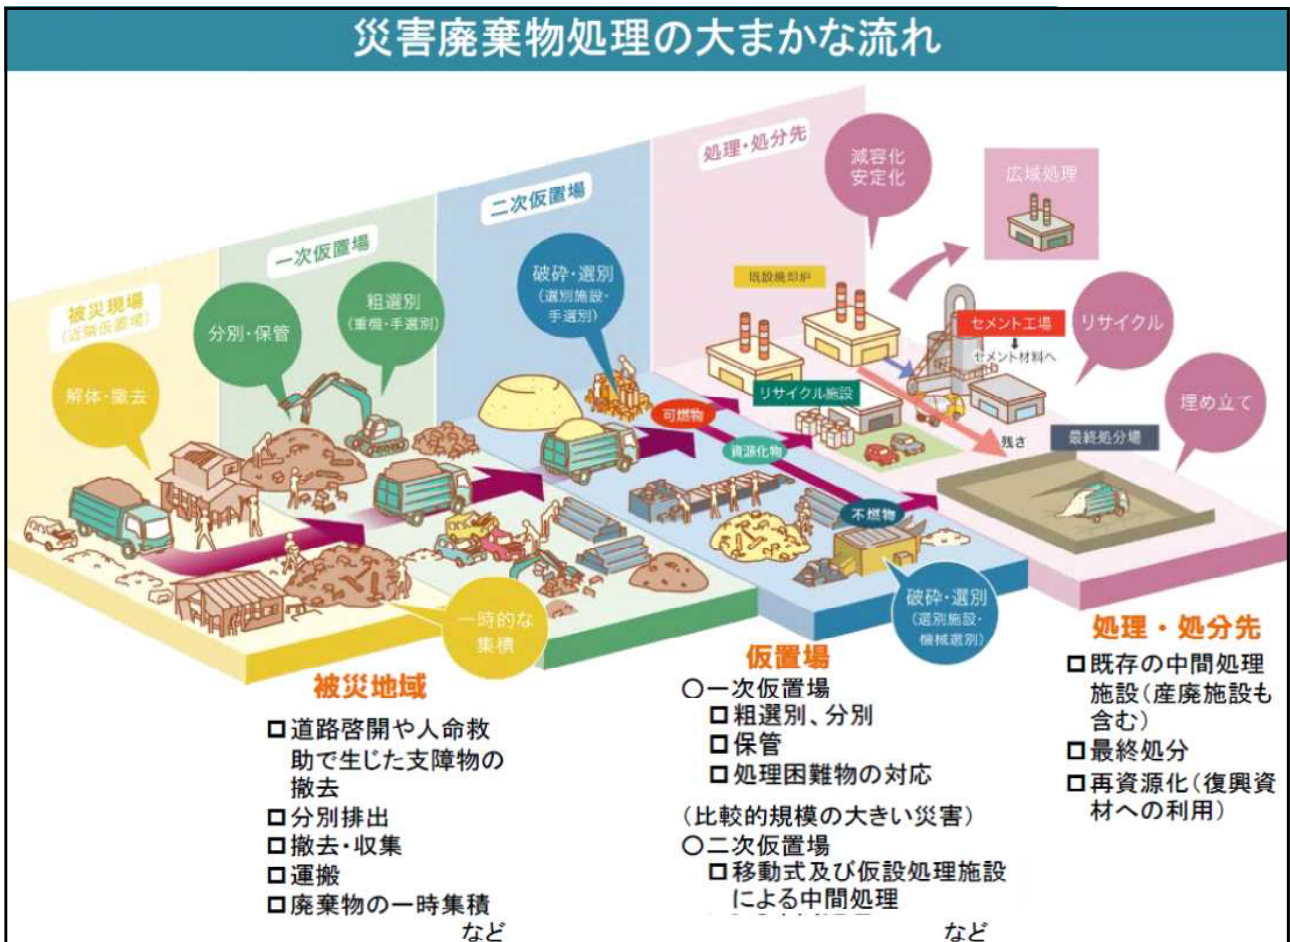 災害廃棄物処理の大まかな流れ
被災現場
(近隣仮置場)
解体・撤去
一時的な
集積
一次仮置場
分別・保管
粗選別
(重機・手選別)
二次仮置場
破砕・選別
(選別施設・
手選別)
可燃物
資源化物
不燃物
破砕・選別
(選別施設・
機械選別)
処理・処分先
減容化
安定化
広域処理
既設焼却炉
セメント工場
セメント材料へ
リサイクル
リサイクル施設
残さ
最終処分場
埋め立て
被災地域
□道路啓開や人命救
助で生じた支障物の
撤去
□分別排出
□撤去・収集
□運搬
□廃棄物の一時集積
など
仮置場
○一次仮置場
□粗選別、分別
□保管
□処理困難物の対応
(比較的規模の大きい災害)
○二次仮置場
□移動式及び仮設処理施設
による中間処理
など
処理・処分先
□既存の中間処理
施設(産廃施設も
含む)
□最終処分
□再資源化(復興資
材への利用)